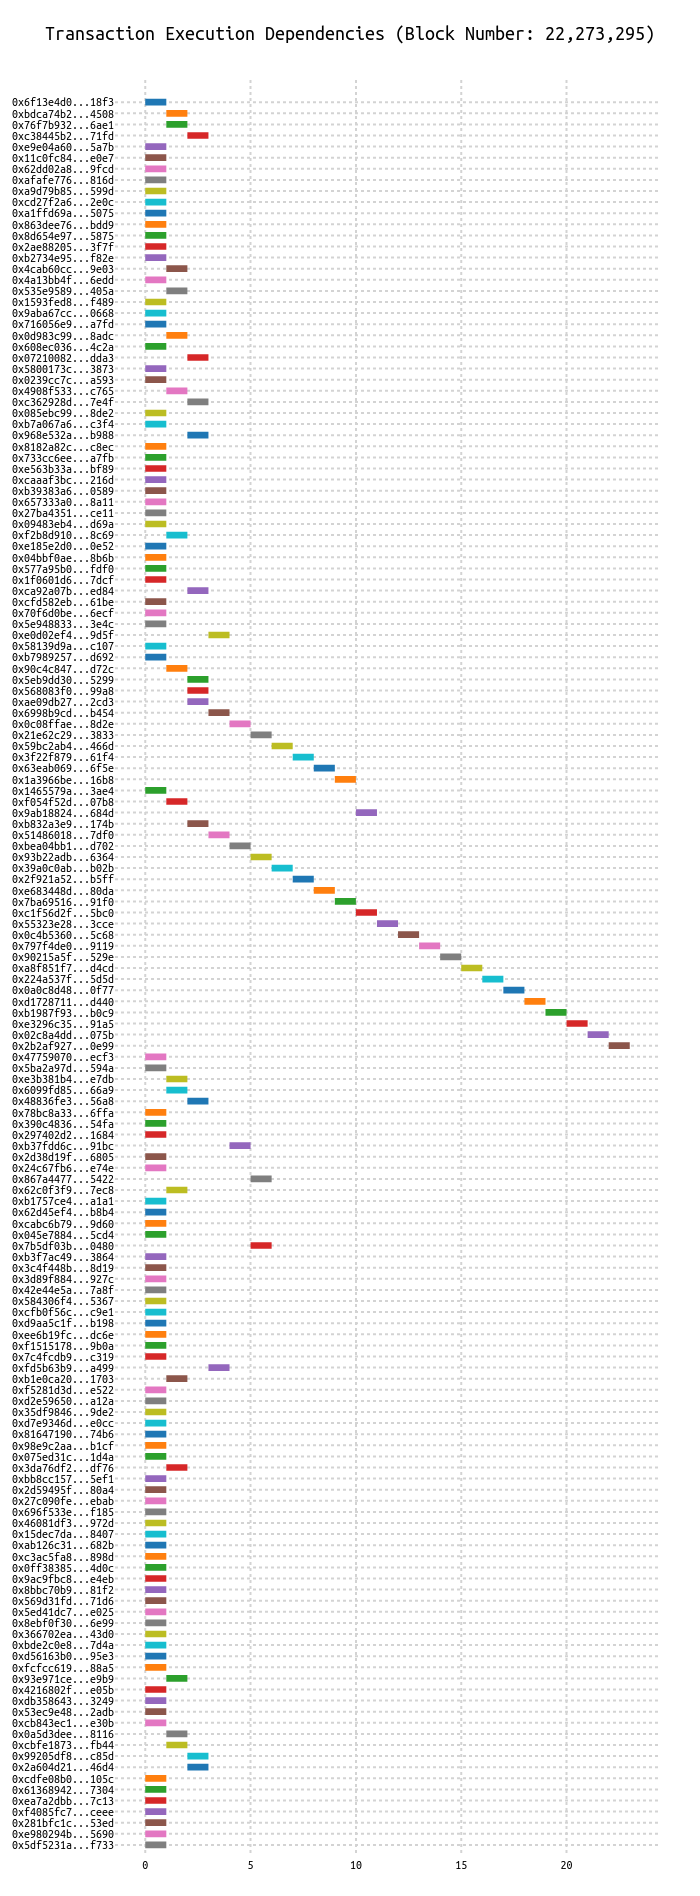 Transaction Execution Dependencies (Block Number: 22,273,295)
0x6f13e4d0...18f3
0xbdca74b2...4508
0x76f7b932...6ae1
0xc38445b2...71fd
0xe9e04a60...5a7b
0x11c0fc84...e0e7
0x62dd02a8...9fcd
0xafafe776...816d
0xa9d79b85...599d
0xcd27f2a6...2e0c
0xa1ffd69a...5075
0x863dee76...bdd9
0x8d654e97...5875
0x2ae88205...3f7f
0xb2734e95...f82e
0x4cab60cc...9e03
0x4a13bb4f...6edd
0x535e9589...405a
0x1593fed8...f489
0x9aba67cc...0668
0x716056e9...a7fd
0x0d983c99...8adc
0x608ec036...4c2a
0x07210082...dda3
0x5800173c...3873
0x0239cc7c...a593
0x4908f533...c765
0xc362928d...7e4f
0x085ebc99...8de2
0xb7a067a6...c3f4
0x968e532a...b988
0x8182a82c...c8ec
0x733cc6ee...a7fb
0xe563b33a...bf89
0xcaaaf3bc...216d
0xb39383a6...0589
0x657333a0...8a11
0x27ba4351...ce11
0x09483eb4...d69a
0xf2b8d910...8c69
0xe185e2d0...0e52
0x04bbf0ae...8b6b
0x577a95b0...fdf0
0x1f0601d6...7dcf
0xca92a07b...ed84
0xcfd582eb...61be
0x70f6d0be...6ecf
0x5e948833...3e4c
0xe0d02ef4...9d5f
0x58139d9a...c107
0xb7989257...d692
0x90c4c847...d72c
0x5eb9dd30...5299
0x568083f0...99a8
0xae09db27...2cd3
0x6998b9cd...b454
0x0c08ffae...8d2e
0x21e62c29...3833
0x59bc2ab4...466d
0x3f22f879...61f4
0x63eab069...6f5e
0x1a3966be...16b8
0x1465579a...3ae4
0xf054f52d...07b8
0x9ab18824...684d
0xb832a3e9...174b
0x51486018...7df0
0xbea04bb1...d702
0x93b22adb...6364
0x39a0c0ab...b02b
0x2f921a52...b5ff
0xe683448d...80da
0x7ba69516...91f0
0xc1f56d2f...5bc0
0x55323e28...3cce
0x0c4b5360...5c68
0x797f4de0...9119
0x90215a5f...529e
0xa8f851f7...d4cd
0x224a537f...5d5d
0x0a0c8d48...0f77
0xd1728711...d440
0xb1987f93...b0c9
0xe3296c35...91a5
0x02c8a4dd...075b
0x2b2af927...0e99
0x47759070...ecf3
0x5ba2a97d...594a
0xe3b381b4...e7db
0x6099fd85...66a9
0x48836fe3...56a8
0x78bc8a33...6ffa
0x390c4836...54fa
0x297402d2...1684
0xb37fdd6c...91bc
0x2d38d19f...6805
0x24c67fb6...e74e
0x867a4477...5422
0x62c0f3f9...7ec8
0xb1757ce4...a1a1
0x62d45ef4...b8b4
0xcabc6b79...9d60
0x045e7884...5cd4
0x7b5df03b...0480
0xb3f7ac49...3864
0x3c4f448b...8d19
0x3d89f884...927c
0x42e44e5a...7a8f
0x584306f4...5367
0xcfb0f56c...c9e1
0xd9aa5c1f...b198
0xee6b19fc...dc6e
0xf1515178...9b0a
0x7c4fcdb9...c319
0xfd5b63b9...a499
0xb1e0ca20...1703
0xf5281d3d...e522
0xd2e59650...a12a
0x35df9846...9de2
0xd7e9346d...e0cc
0x81647190...74b6
0x98e9c2aa...b1cf
0x075ed31c...1d4a
0x3da76df2...df76
0xbb8cc157...5ef1
0x2d59495f...80a4
0x27c090fe...ebab
0x696f533e...f185
0x46081df3...972d
0x15dec7da...8407
0xab126c31...682b
0xc3ac5fa8...898d
0x0ff38385...4d0c
0x9ac9fbc8...e4eb
0x8bbc70b9...81f2
0x569d31fd...71d6
0x5ed41dc7...e025
0x8ebf0f30...6e99
0x366702ea...43d0
0xbde2c0e8...7d4a
0xd56163b0...95e3
0xfcfcc619...88a5
0x93e971ce...e9b9
0x4216802f...e05b
0xdb358643...3249
0x53ec9e48...2adb
0xcb843ec1...e30b
0x0a5d3dee...8116
0xcbfe1873...fb44
0x99205df8...c85d
0x2a604d21...46d4
0xcdfe08b0...105c
0x61368942...7304
0xea7a2dbb...7c13
0xf4085fc7...ceee
0x281bfc1c...53ed
0xe980294b...5690
0x5df5231a...f733
0 5 10 15 20